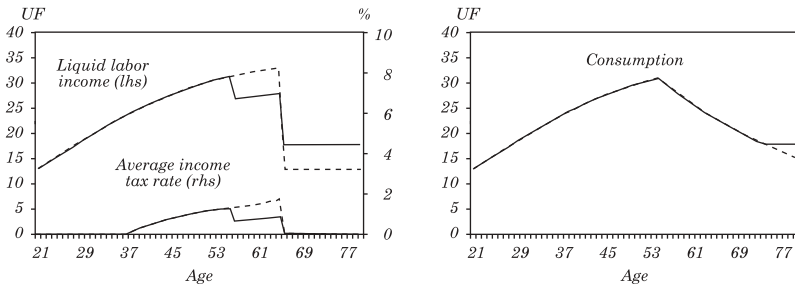 UF
%
40
35
30
25
20
15
10
5
0
10
8
6
4
2
0
Liquid labor
income (lhs)
Average income
tax rate (rhs)
21 29 37 45 53 61 69 77
Age
UF
40
35
30
25
20
15
10
5
0
Consumption
21 29 37 45 53 61 69 77
Age